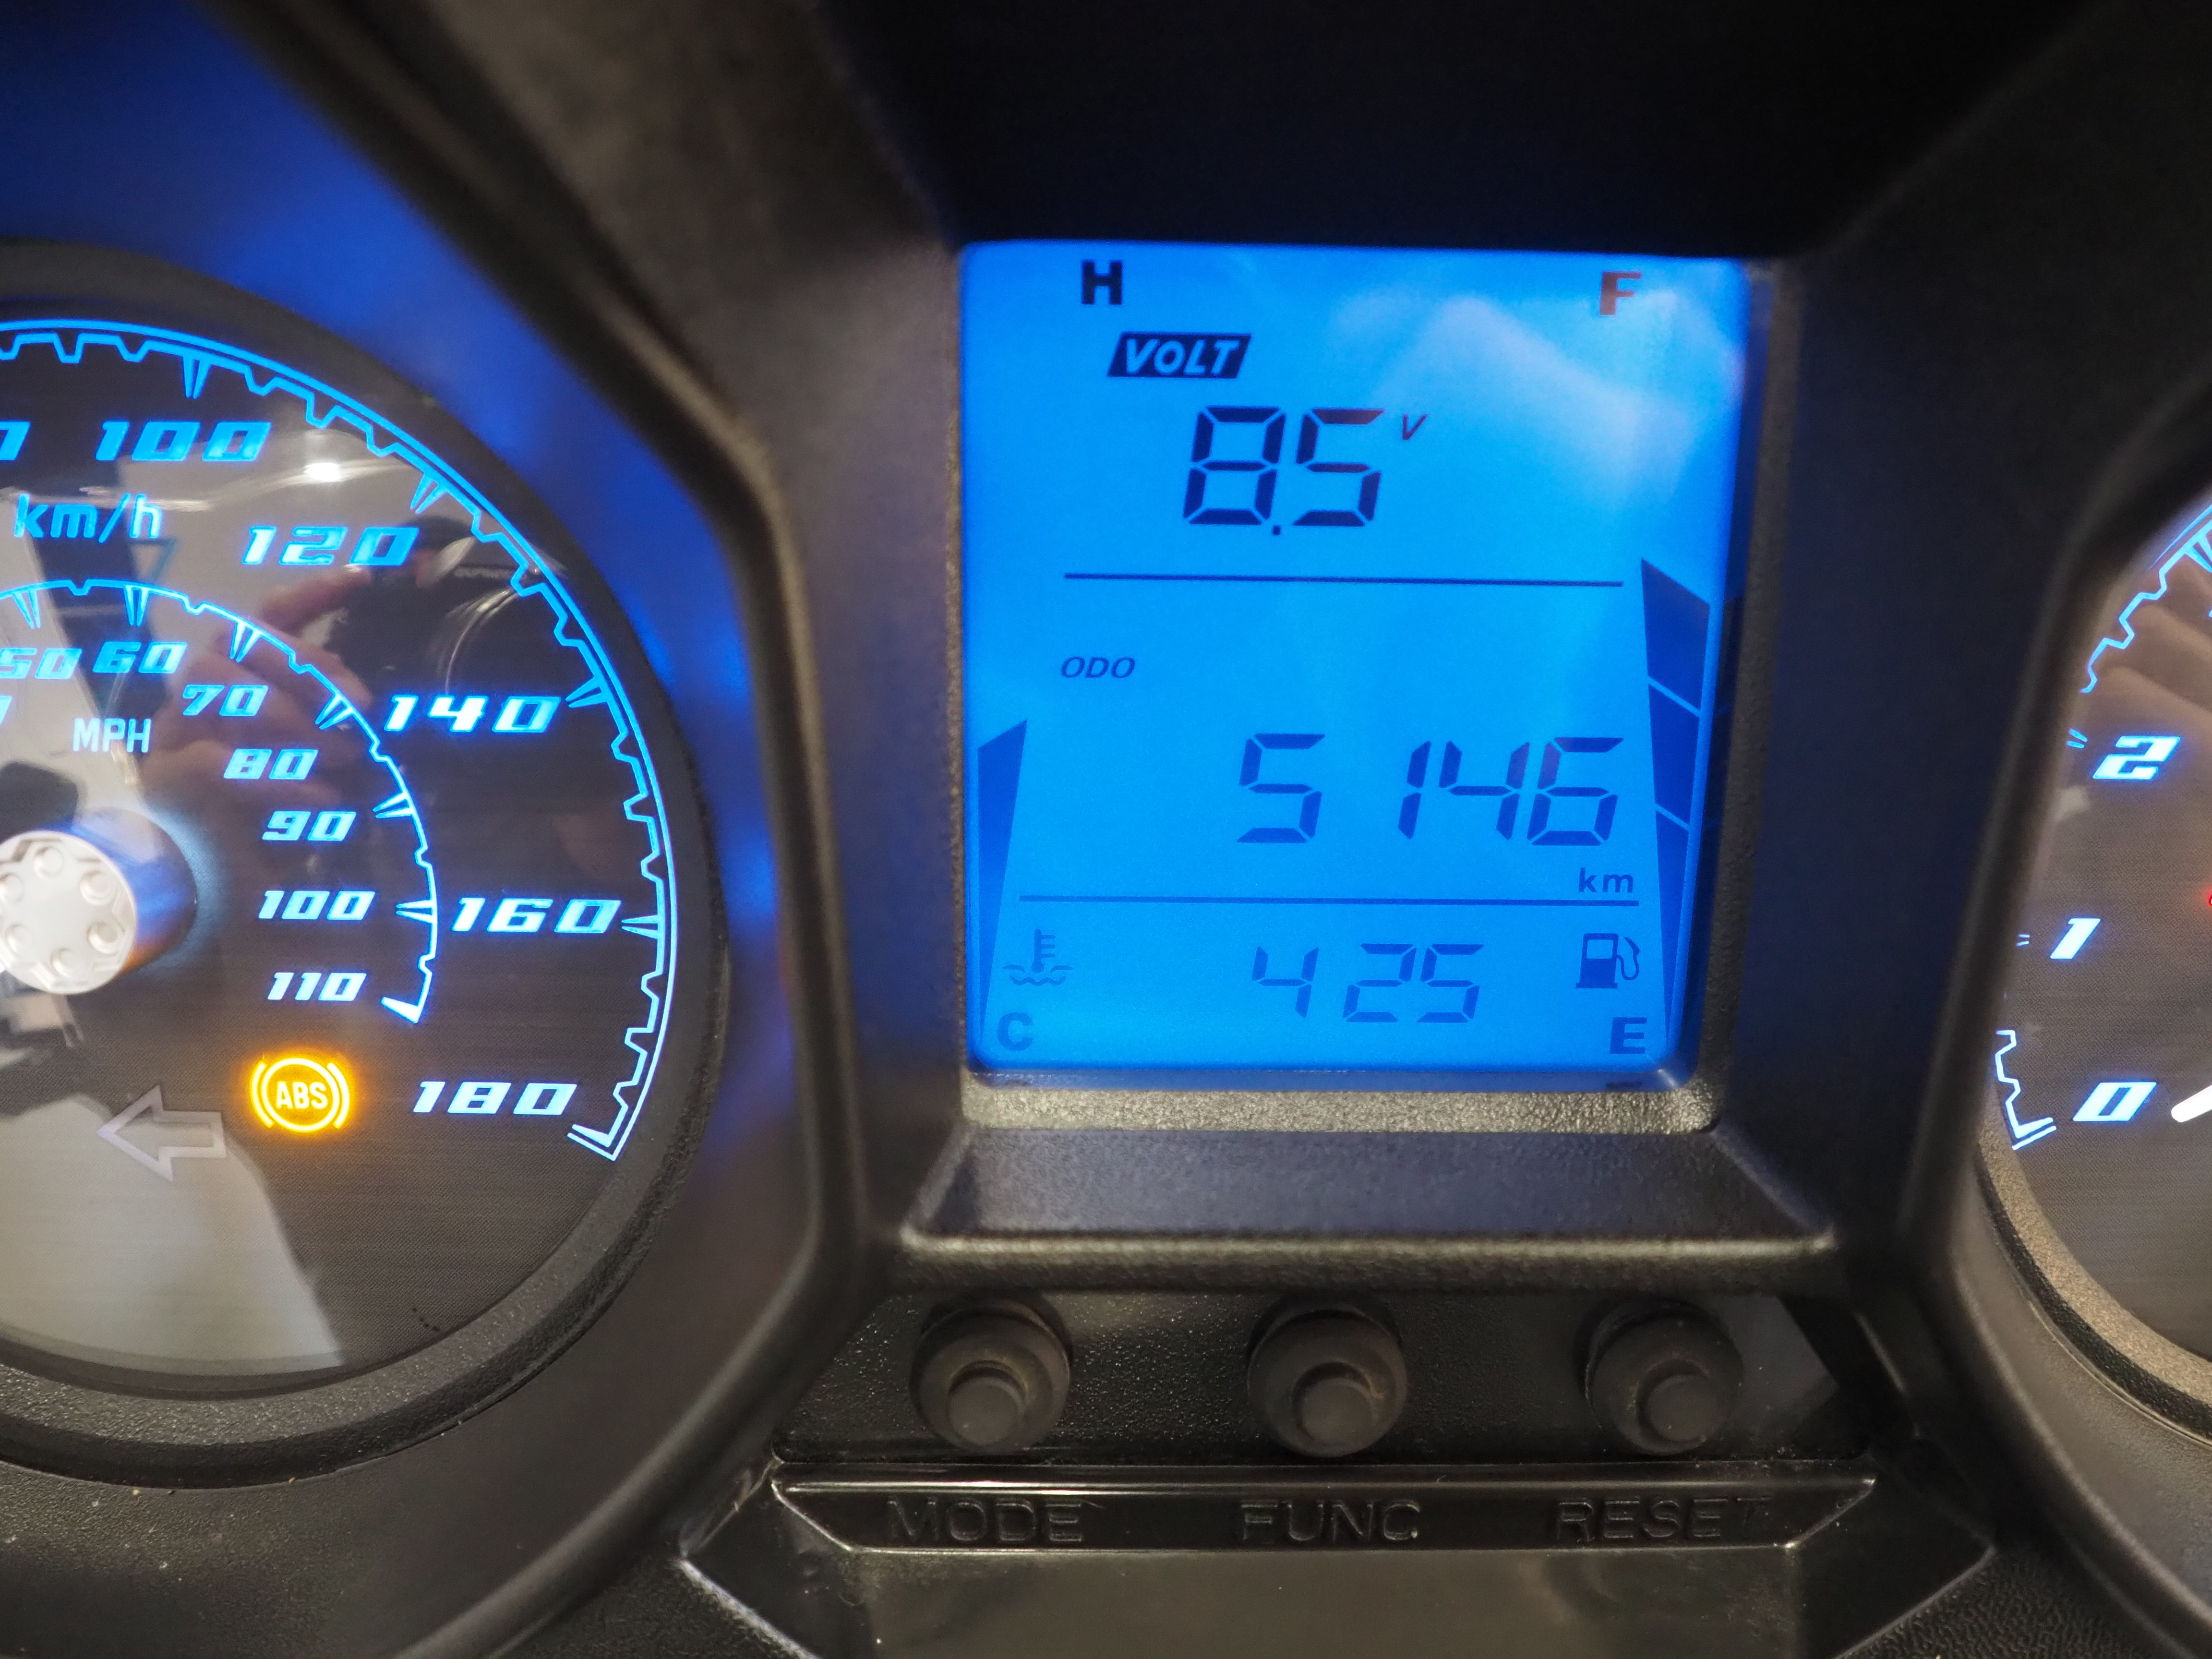 H F
VOLT
8.5 V
ODO
5146
km
425
C E
100
km/h
120
140
160
180
50 60
70
MPH
80
90
100
110
ABS
2
1
0
MODE FUNC RESET